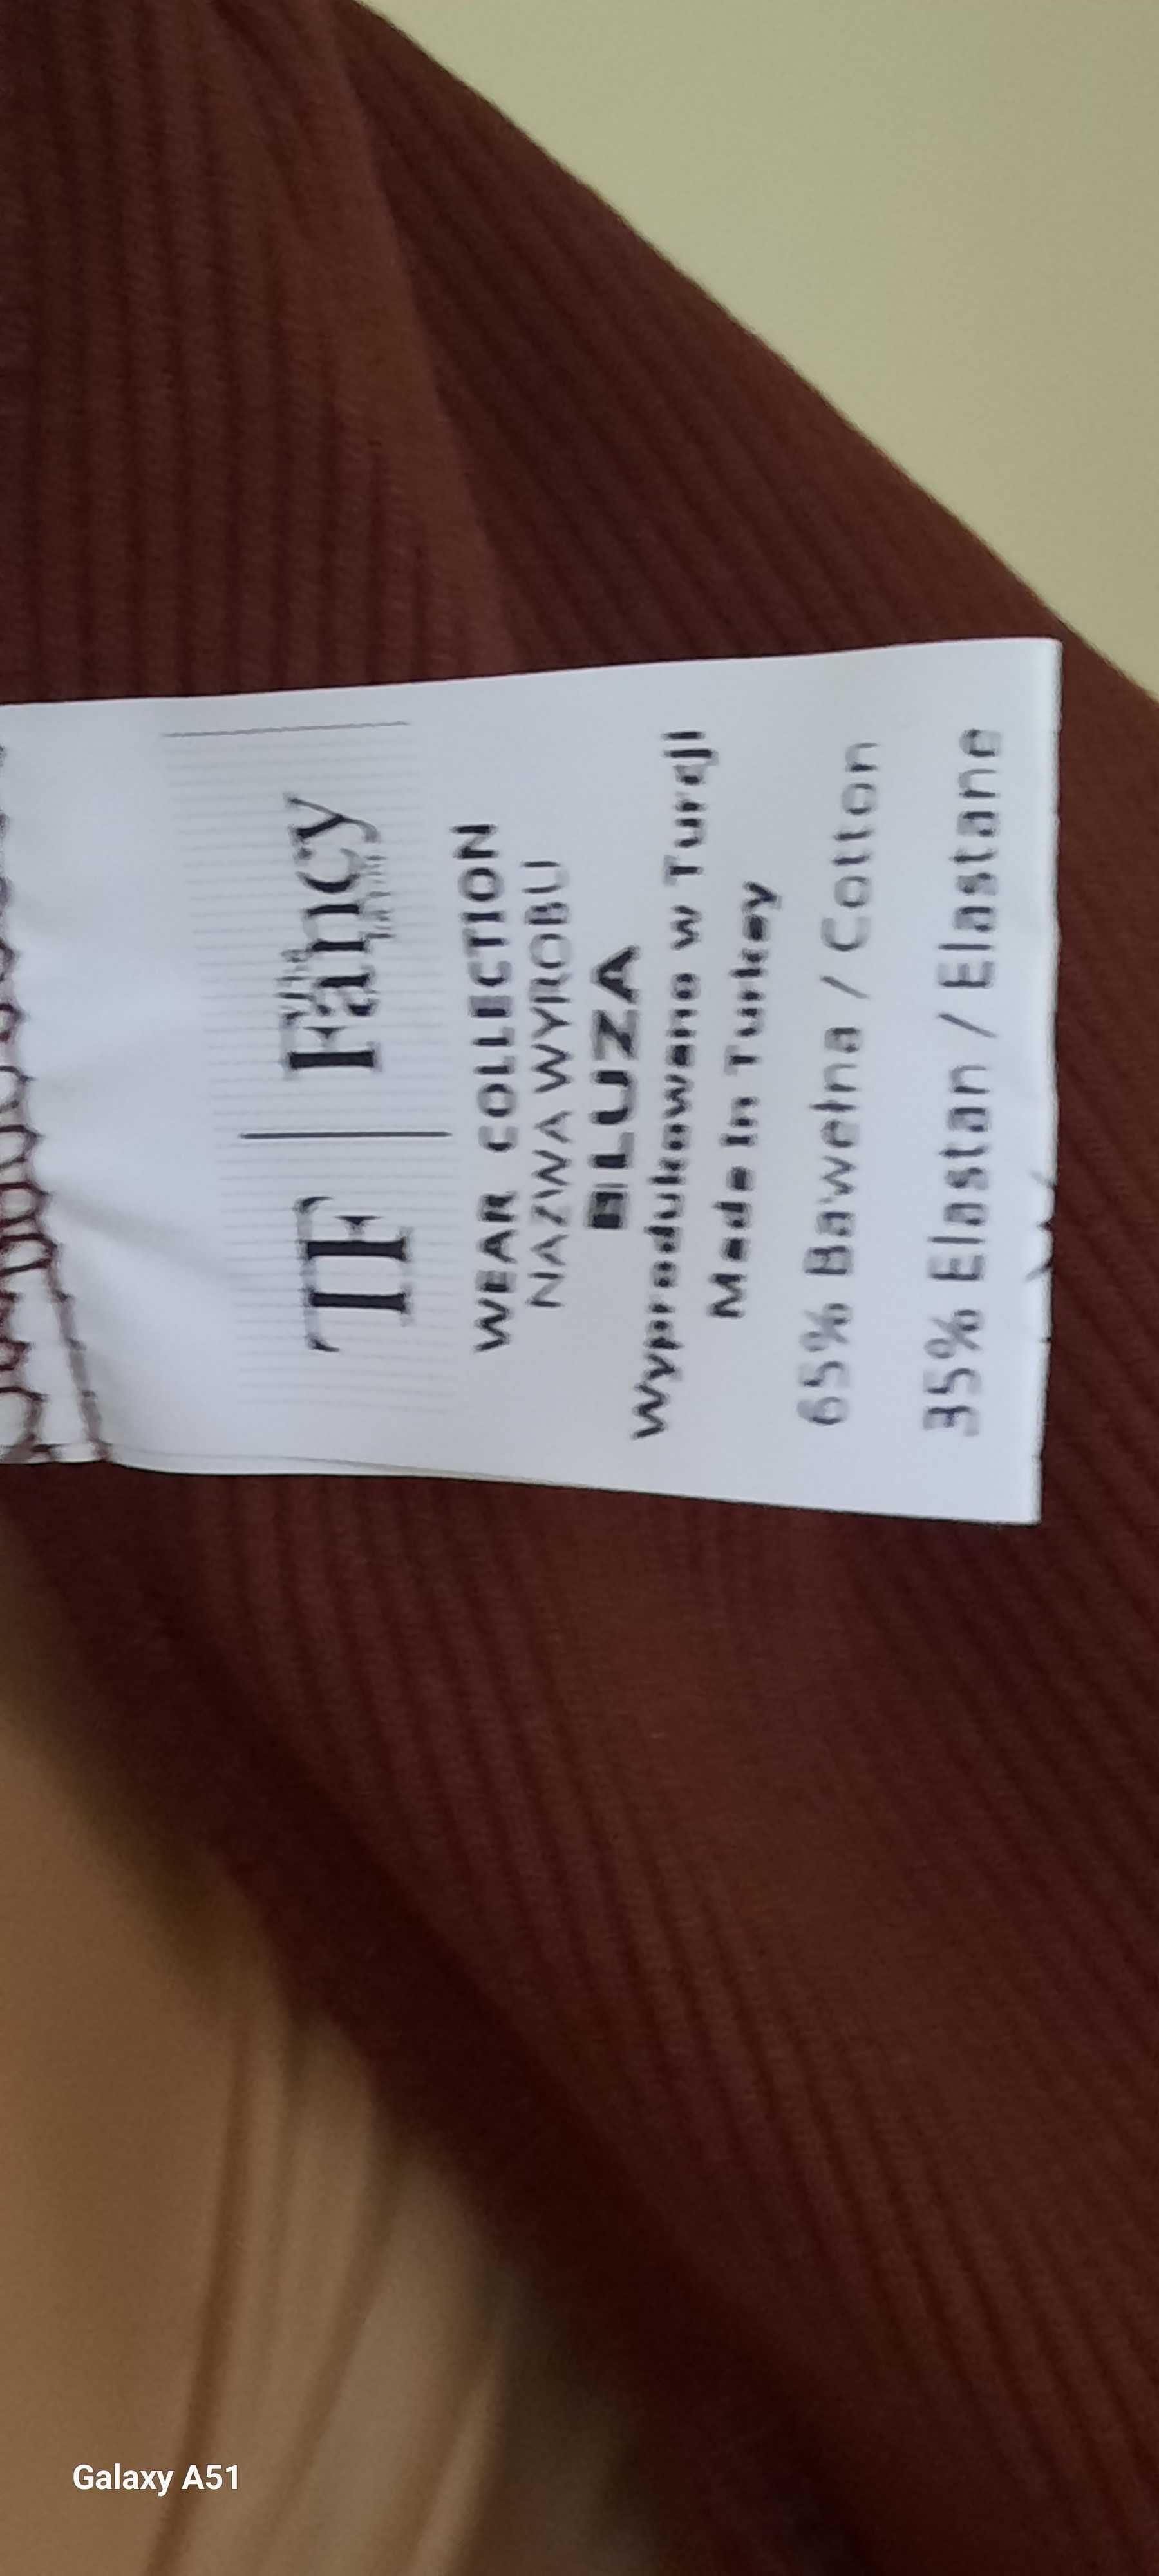 TF | The Fancy
WEAR COLLECTION
NAZWA WYROBU
BLUZA
Wyprodukowano w Turcji
Made In Turkey
65% Bawełna / Cotton
35% Elastan / Elastane
Galaxy A51